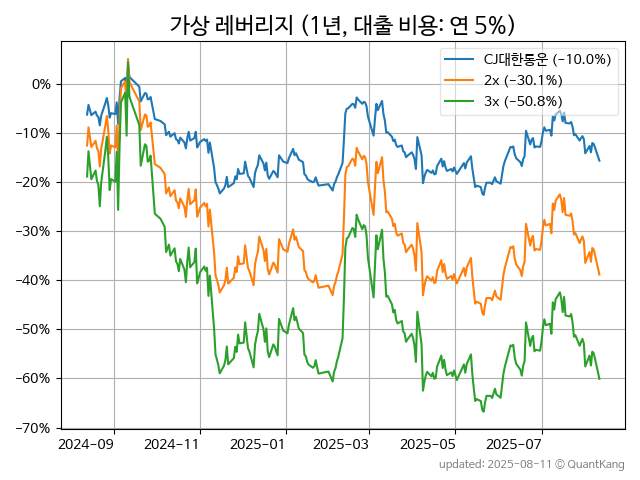 가상 레버리지 (1년, 대출 비용: 연 5%)
CJ대한통운 (−10.0%)
2x (−30.1%)
3x (−50.8%)
0%
−10%
−20%
−30%
−40%
−50%
−60%
−70%
2024-09 2024-11 2025-01 2025-03 2025-05 2025-07
updated: 2025-08-11 © QuantKang